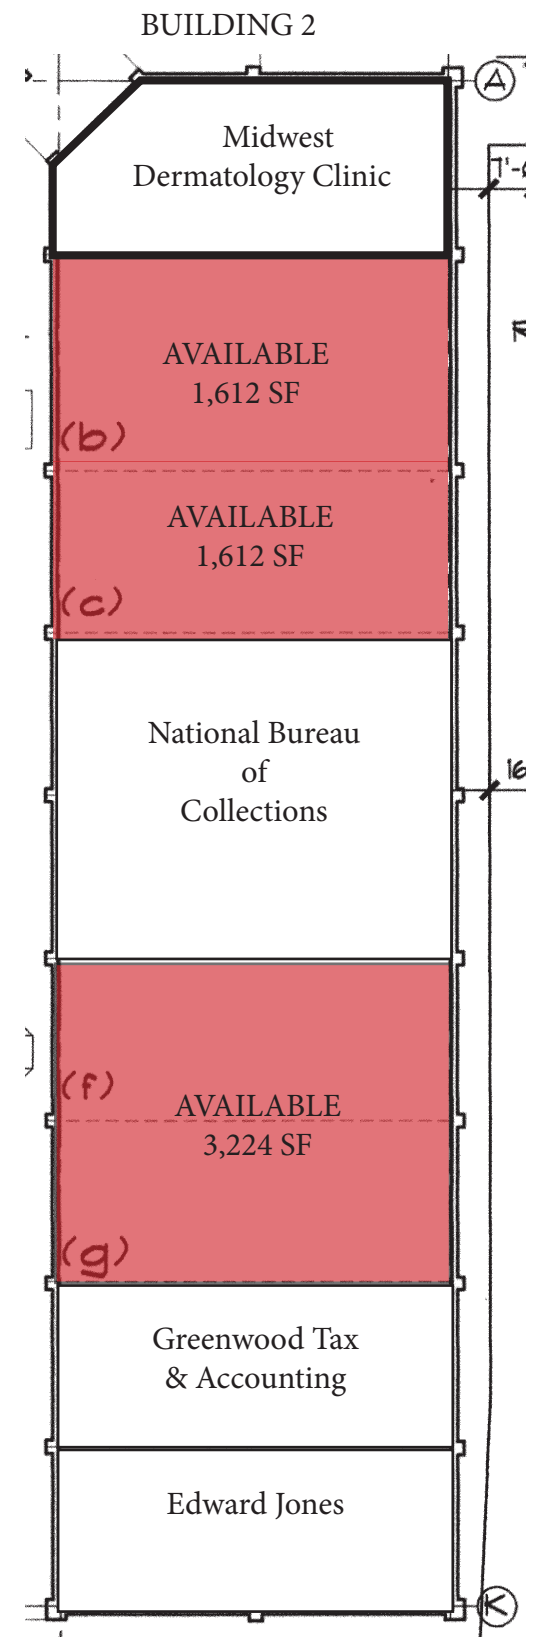 BUILDING 2
A
Midwest
Dermatology Clinic
AVAILABLE
1,612 SF
(b)
AVAILABLE
1,612 SF
(c)
National Bureau
of
Collections
16
(f)
AVAILABLE
3,224 SF
(g)
Greenwood Tax
& Accounting
Edward Jones
K